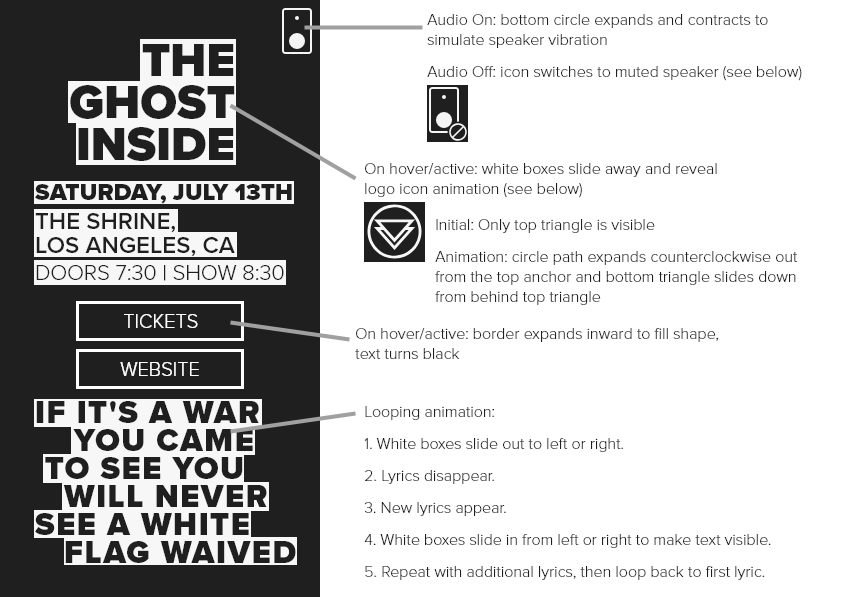 THE
GHOST
INSIDE
SATURDAY, JULY 13TH
THE SHRINE,
LOS ANGELES, CA
DOORS 7:30 | SHOW 8:30
TICKETS
WEBSITE
IF IT'S A WAR
YOU CAME
TO SEE YOU
WILL NEVER
SEE A WHITE
FLAG WAIVED
Audio On: bottom circle expands and contracts to
simulate speaker vibration
Audio Off: icon switches to muted speaker (see below)
On hover/active: white boxes slide away and reveal
logo icon animation (see below)
Initial: Only top triangle is visible
Animation: circle path expands counterclockwise out
from the top anchor and bottom triangle slides down
from behind top triangle
On hover/active: border expands inward to fill shape,
text turns black
Looping animation:
1. White boxes slide out to left or right.
2. Lyrics disappear.
3. New lyrics appear.
4. White boxes slide in from left or right to make text visible.
5. Repeat with additional lyrics, then loop back to first lyric.